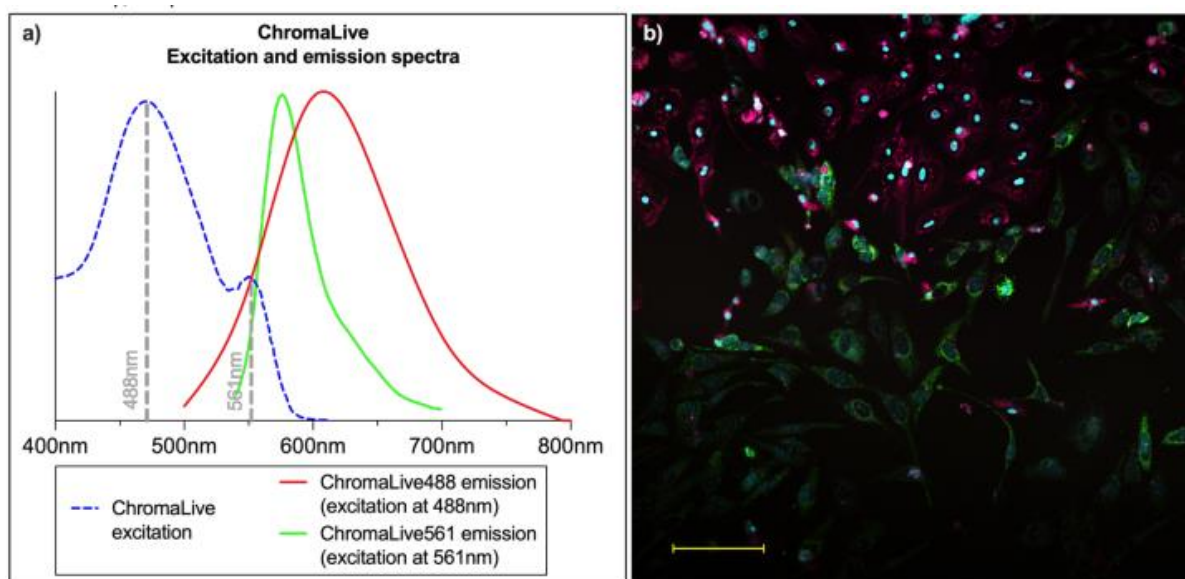 a)
ChromaLive
Excitation and emission spectra
488nm
561nm
400nm 500nm 600nm 700nm 800nm
ChromaLive
excitation
ChromaLive488 emission
(excitation at 488nm)
ChromaLive561 emission
(excitation at 561nm)
b)